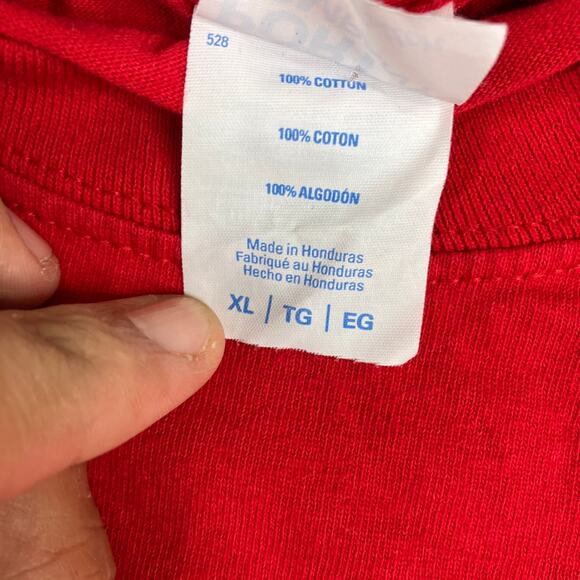 528
100% COTTON
100% COTON
100% ALGODÓN
Made in Honduras
Fabriqué au Honduras
Hecho en Honduras
XL | TG | EG